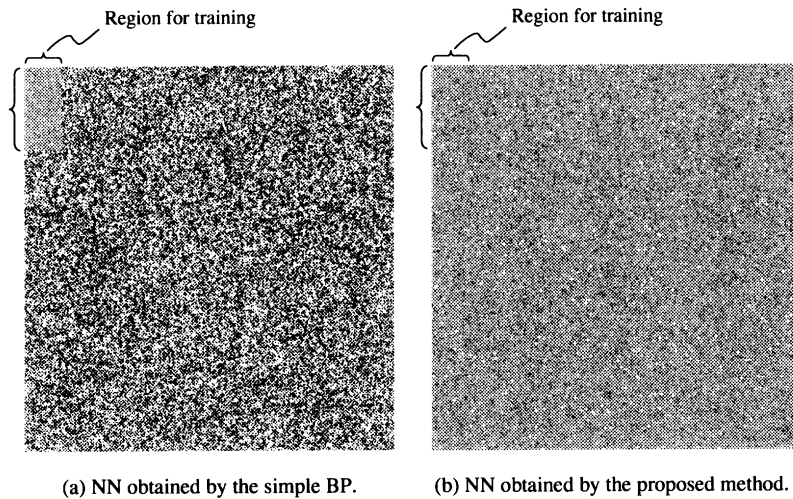 Region for training
Region for training
(a) NN obtained by the simple BP.
(b) NN obtained by the proposed method.